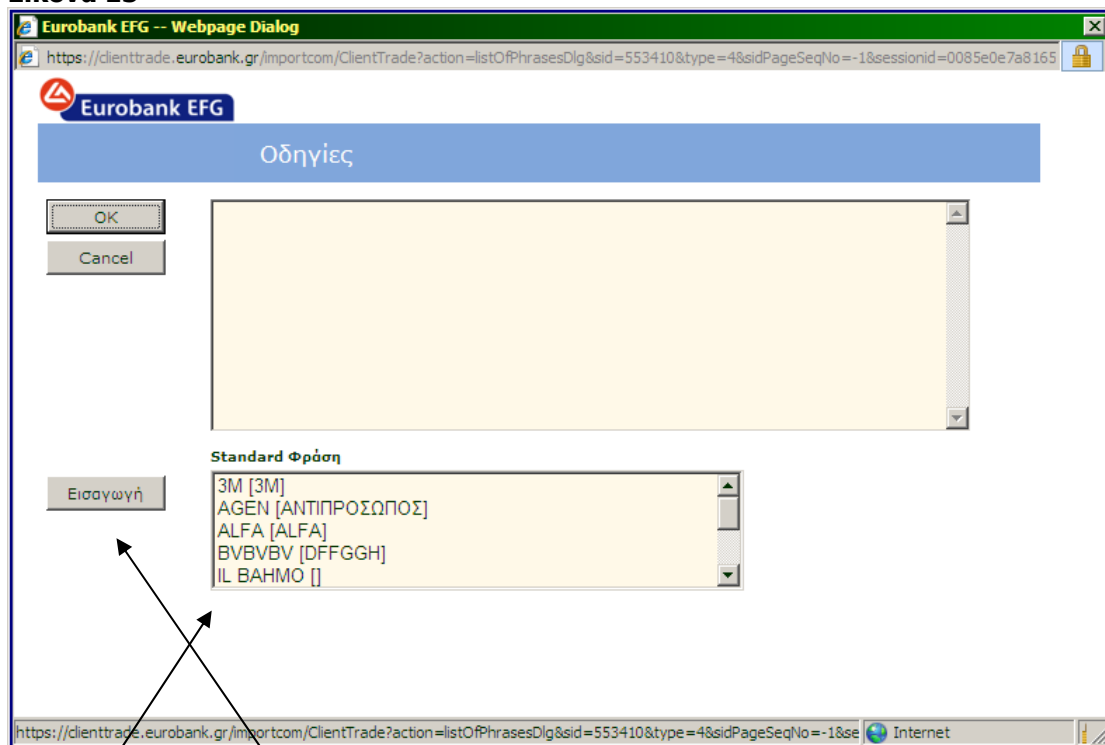 Eurobank EFG -- Webpage Dialog
https://clienttrade.eurobank.gr/importcom/ClientTrade?action=listOfPhrasesDlg&sid=553410&type=4&sidPageSeqNo=-1&sessionid=0085e0e7a8165
Eurobank EFG
Οδηγίες
OK
Cancel
Standard Φράση
Εισαγωγή
3M [3M]
AGEN [ΑΝΤΙΠΡΟΣΩΠΟΣ]
ALFA [ALFA]
BVBVBV [DFFGGH]
IL BAHMO []
https://clienttrade.eurobank.gr/importcom/ClientTrade?action=listOfPhrasesDlg&sid=553410&type=4&sidPageSeqNo=-1&se
Internet